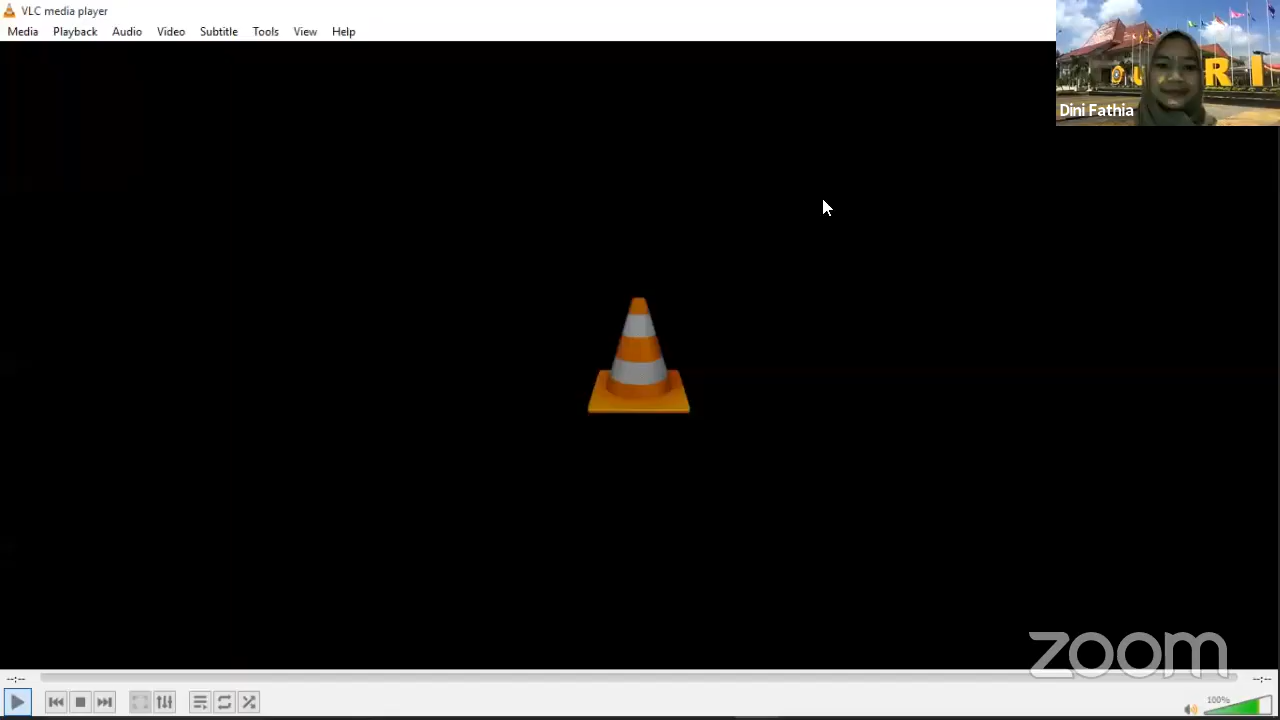 VLC media player
Media Playback Audio Video Subtitle Tools View Help
Dini Fathia
zoom
--:-- --:--
100%